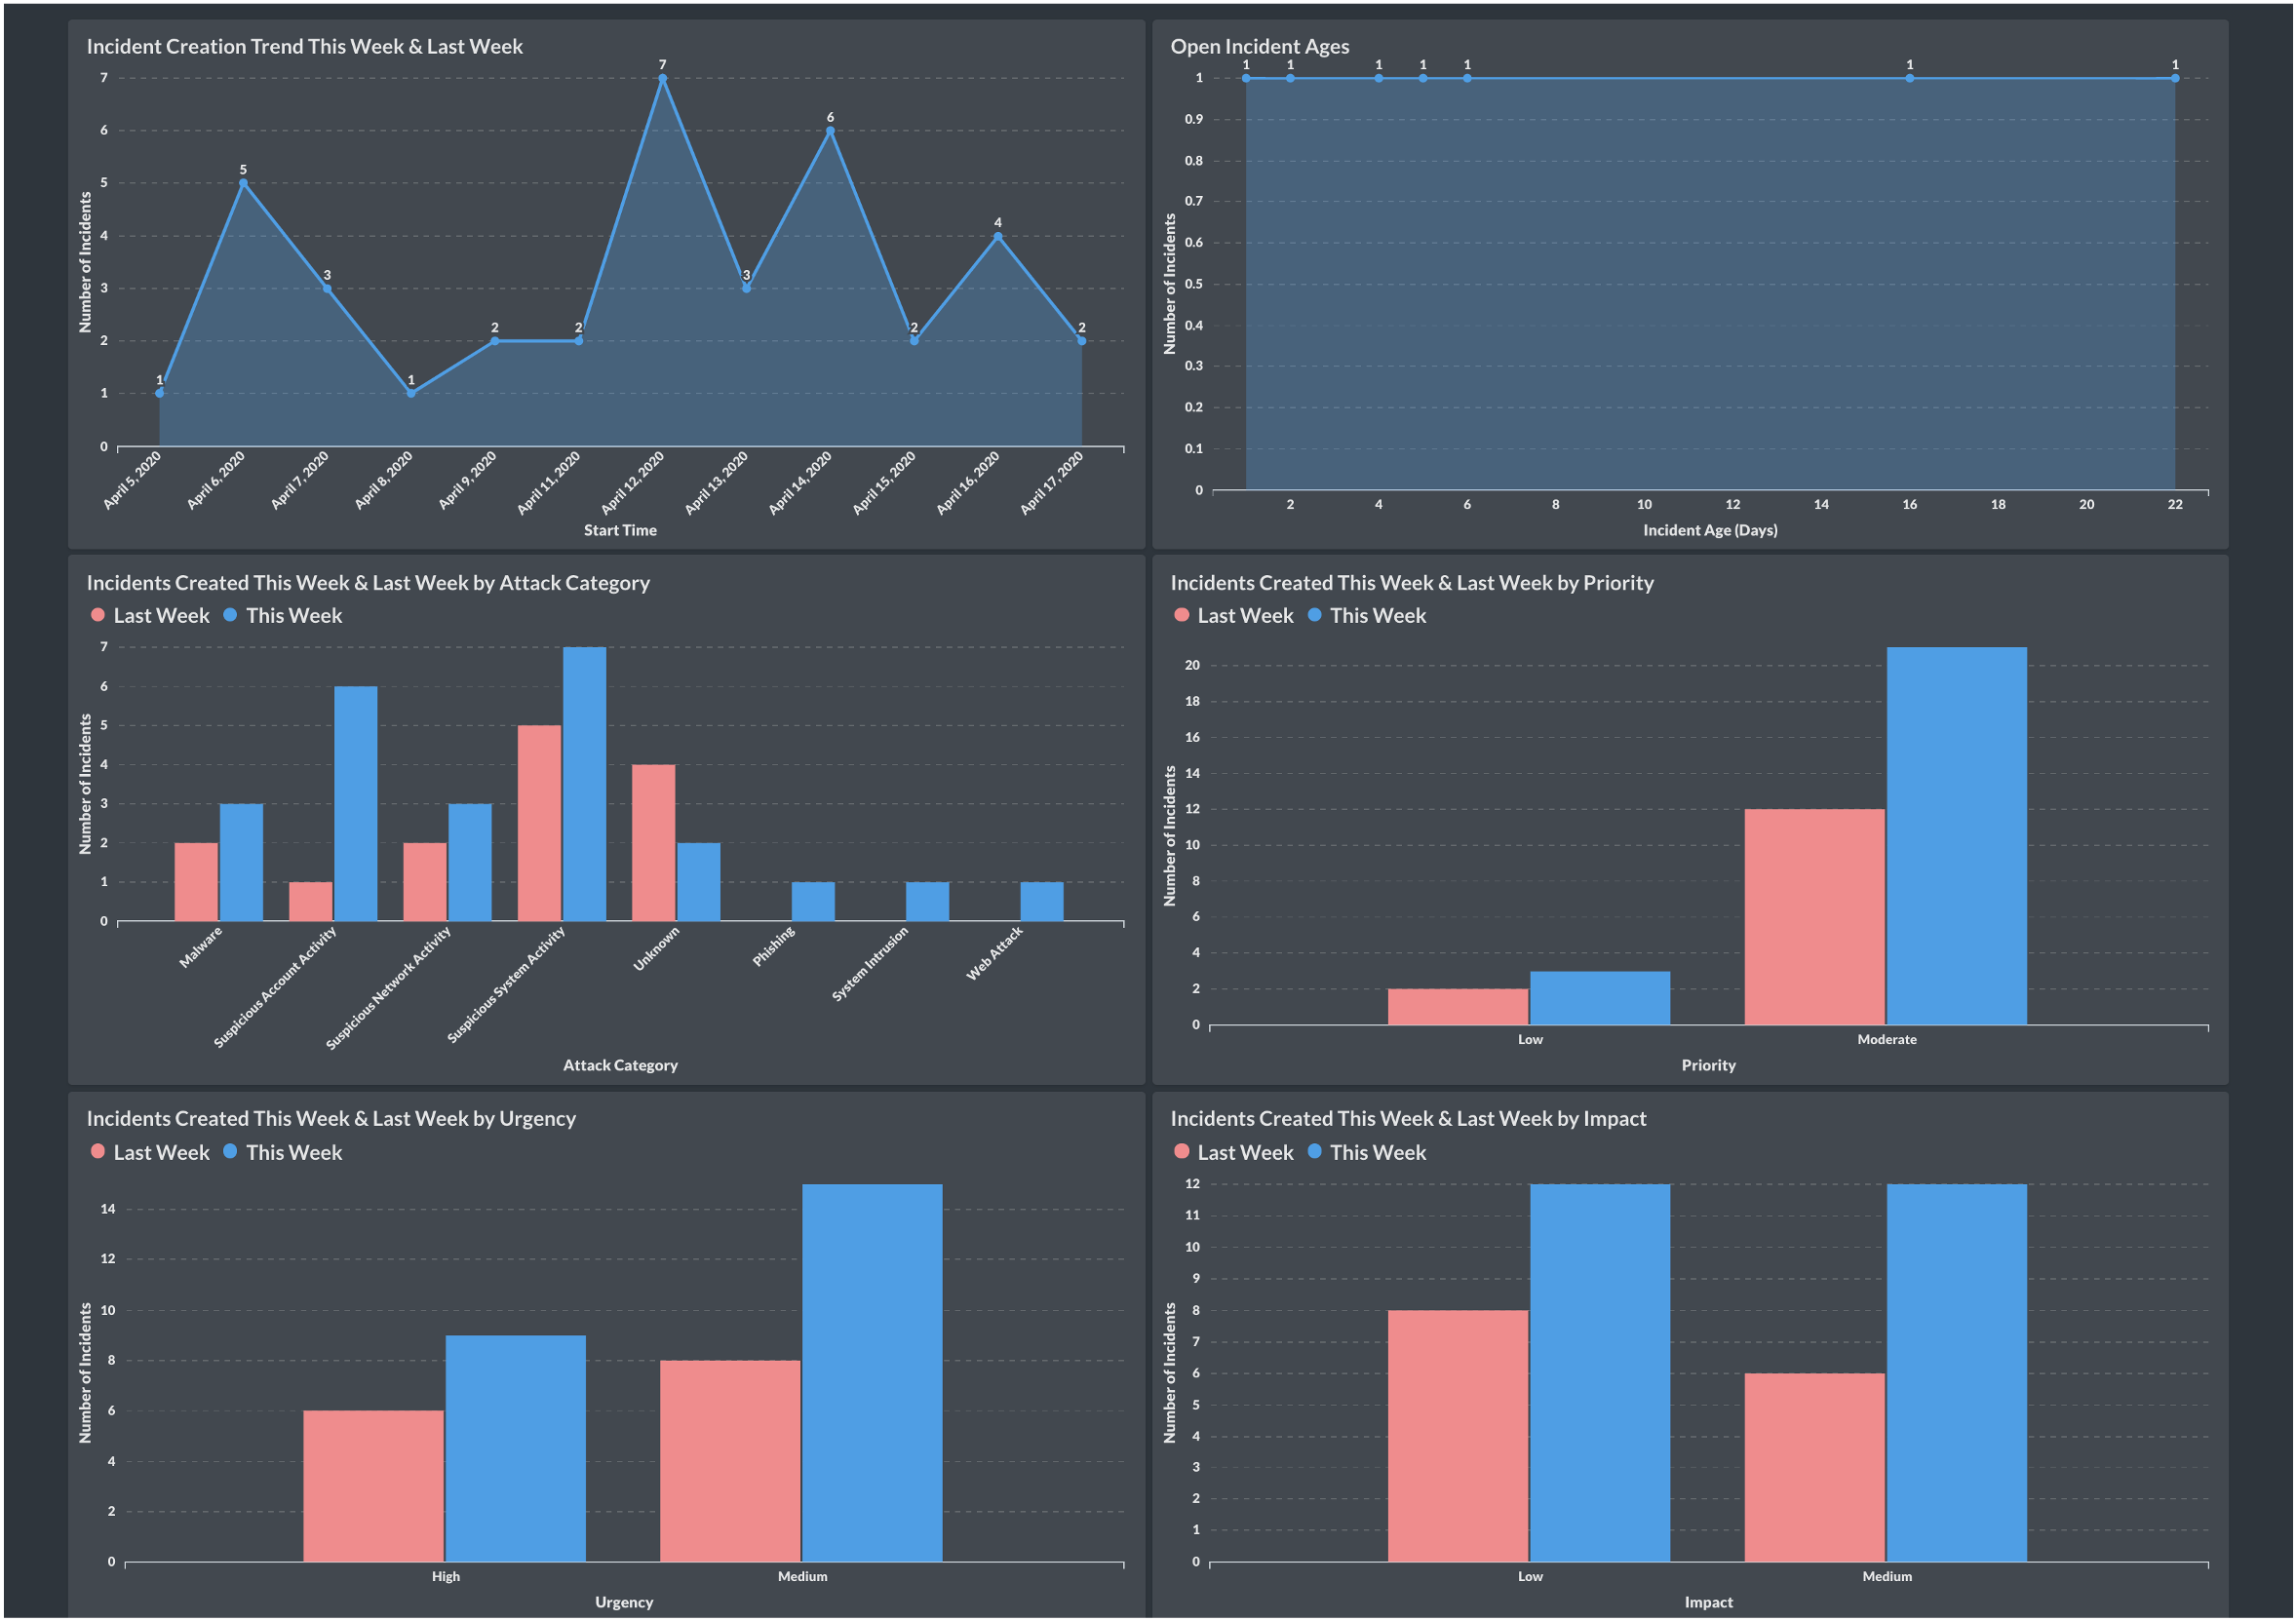 Incident Creation Trend This Week & Last Week
7
6
5
4
3
2
1
0
Number of Incidents
1
5
3
1
2
2
7
3
6
2
4
2
April 5, 2020
April 6, 2020
April 7, 2020
April 8, 2020
April 9, 2020
April 11, 2020
April 12, 2020
April 13, 2020
April 14, 2020
April 15, 2020
April 16, 2020
April 17, 2020
Start Time
Open Incident Ages
1
0.9
0.8
0.7
0.6
0.5
0.4
0.3
0.2
0.1
0
Number of Incidents
1
1
1
1
1
1
1
2
4
6
8
10
12
14
16
18
20
22
Incident Age (Days)
Incidents Created This Week & Last Week by Attack Category
Last Week
This Week
7
6
5
4
3
2
1
0
Number of Incidents
Malware
Suspicious Account Activity
Suspicious Network Activity
Suspicious System Activity
Unknown
Phishing
System Intrusion
Web Attack
Attack Category
Incidents Created This Week & Last Week by Priority
Last Week
This Week
20
18
16
14
12
10
8
6
4
2
0
Number of Incidents
Low
Moderate
Priority
Incidents Created This Week & Last Week by Urgency
Last Week
This Week
14
12
10
8
6
4
2
0
Number of Incidents
High
Medium
Urgency
Incidents Created This Week & Last Week by Impact
Last Week
This Week
12
11
10
9
8
7
6
5
4
3
2
1
0
Number of Incidents
Low
Medium
Impact